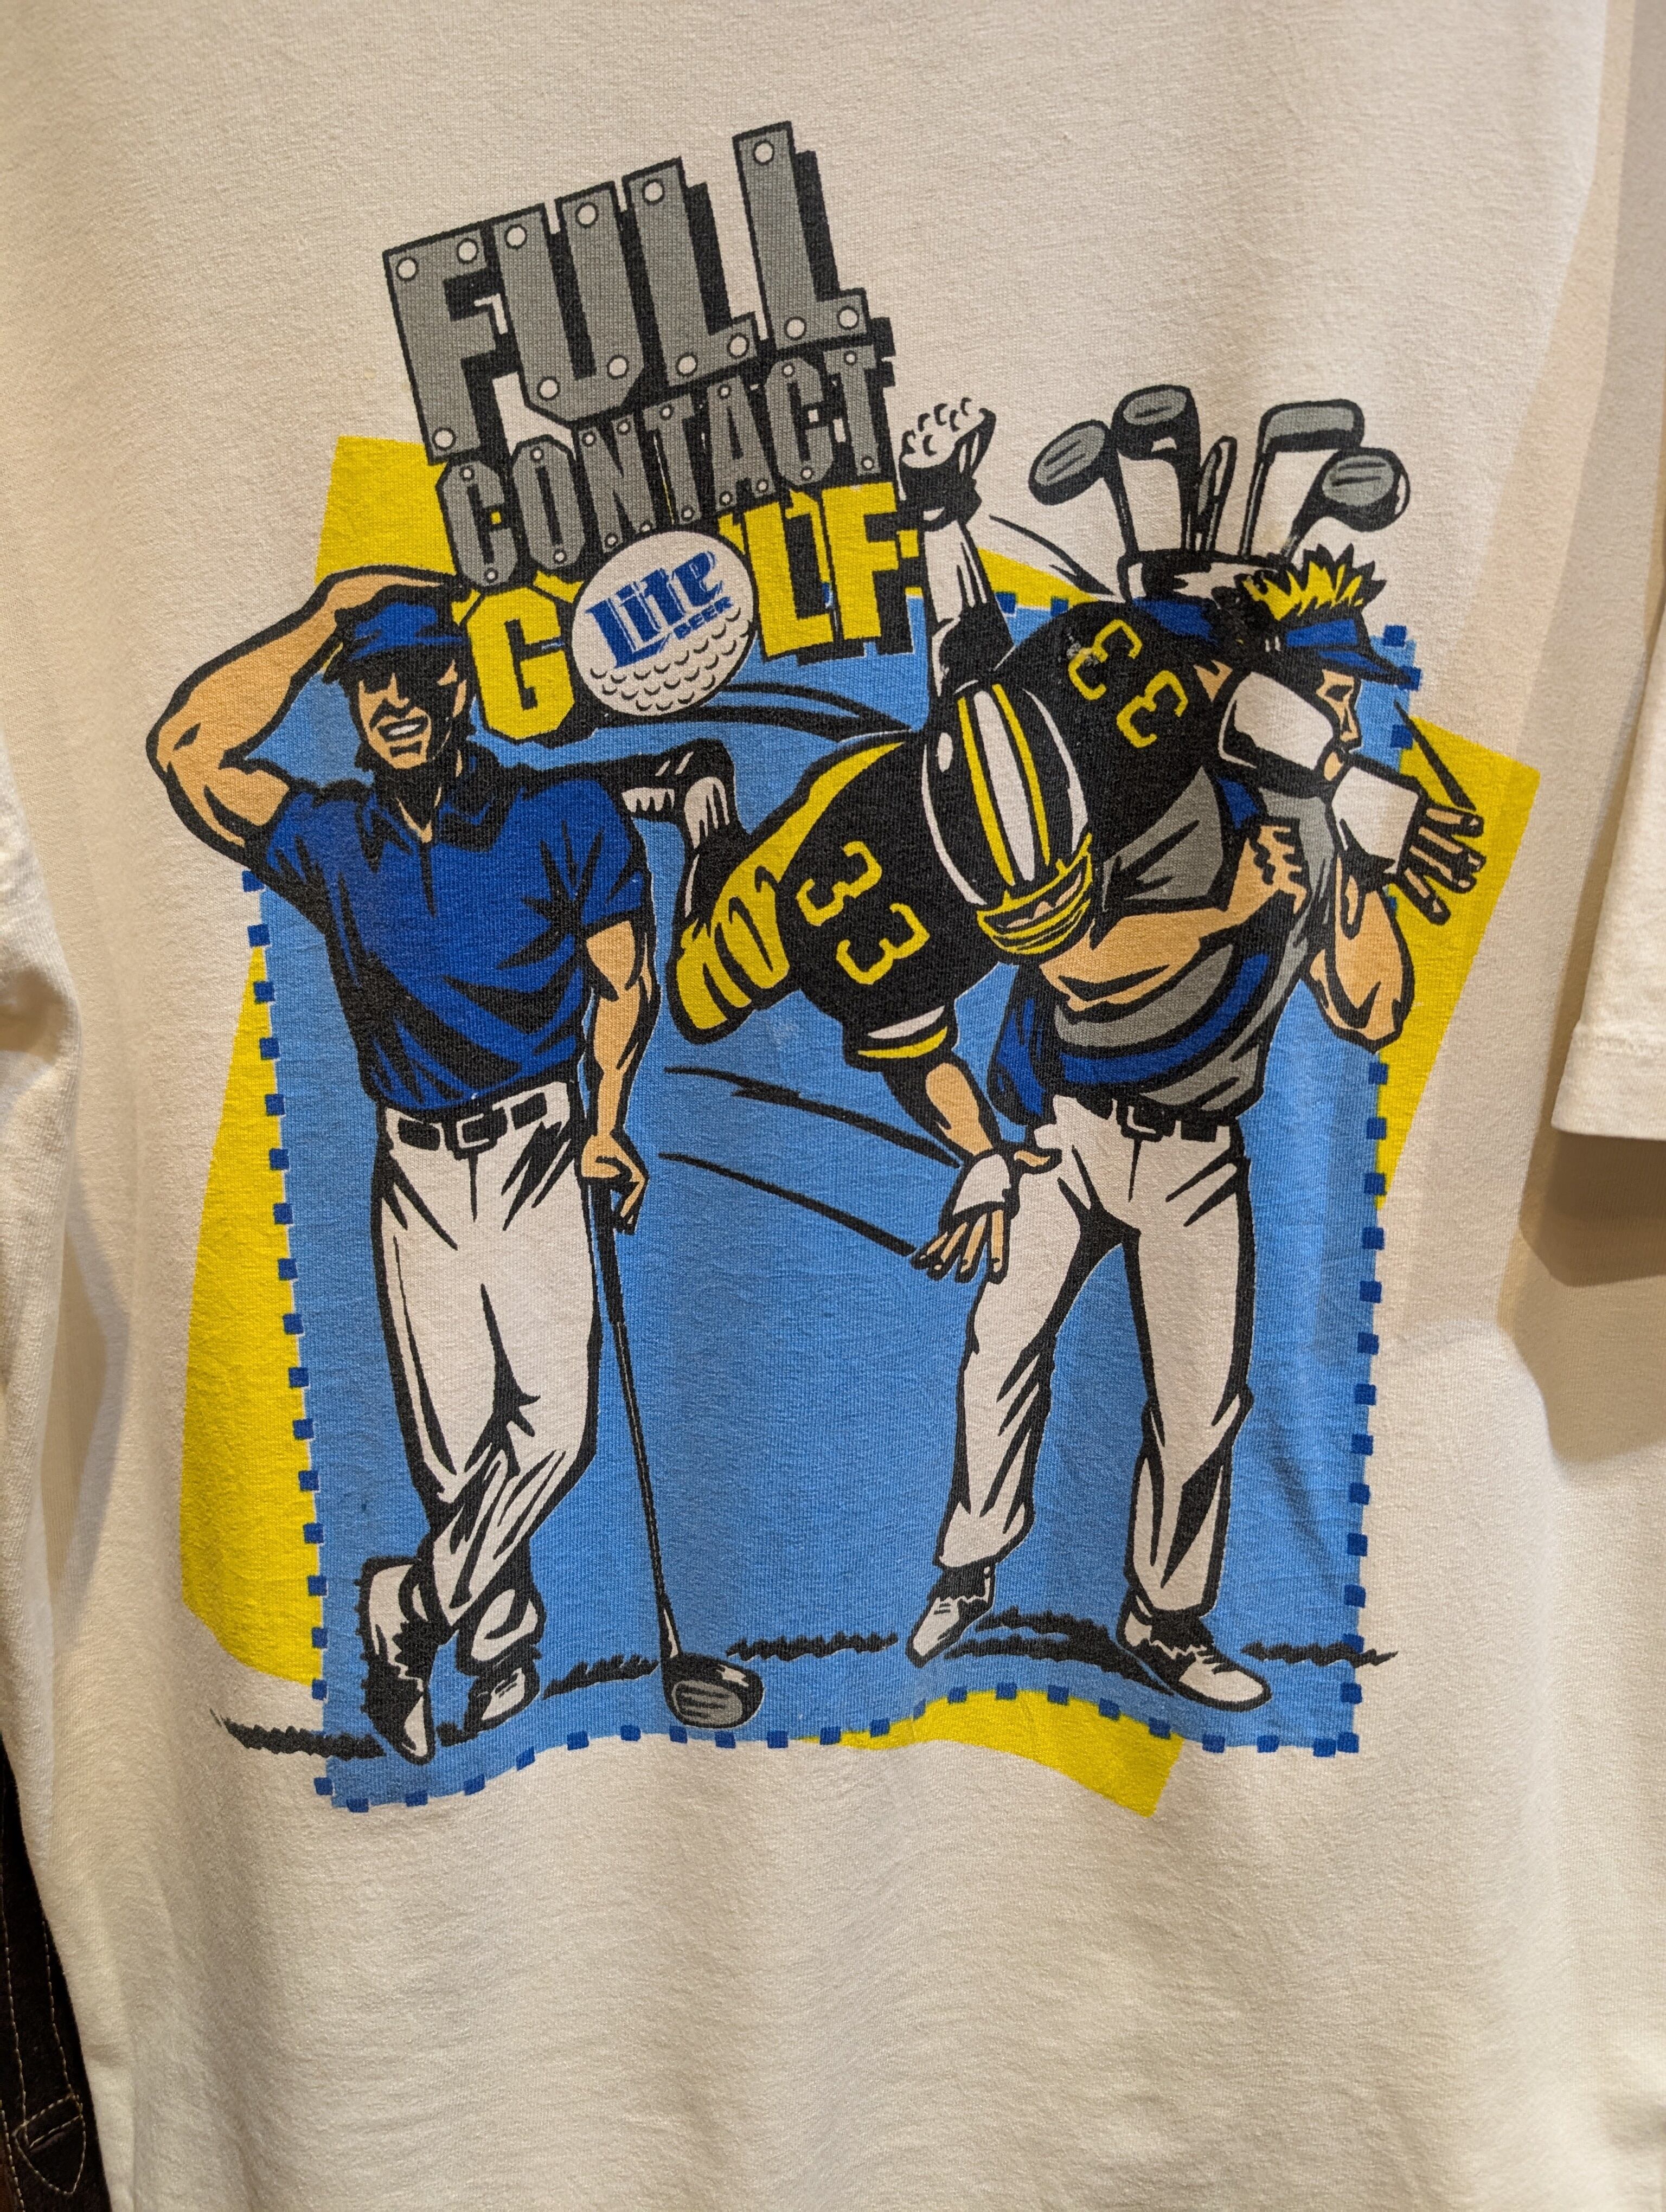 FULL
CONTACT
GOLF
Lite
BEER
33
33